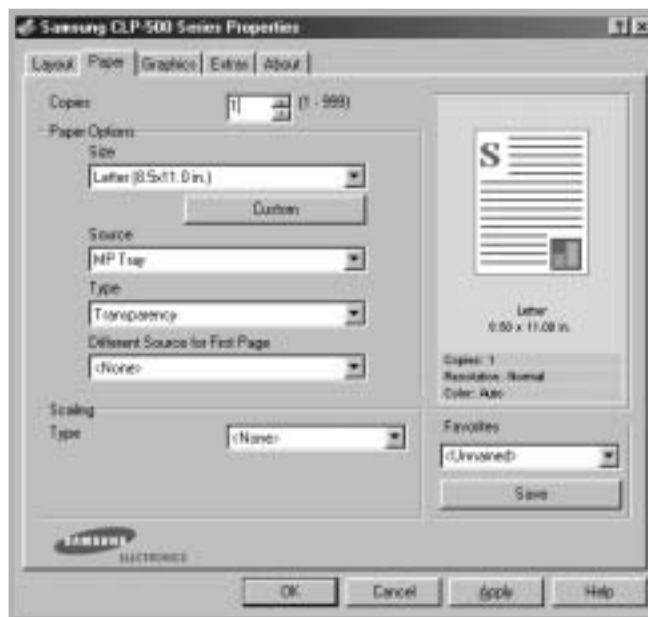 Samsung CLP-500 Series Properties
Layout Paper Graphics Extras About
Copies 1 (1 - 999)
Paper Options
Size
Letter (8.5x11.0 in.)
Custom
Source
MP Tray
Type
Transparency
Different Source for First Page
<None>
Scaling
Type <None>
S
Letter
8.50 x 11.00 in.
Copies: 1
Resolution: Normal
Color: Auto
Favorites
<Unnamed>
Save
SAMSUNG
ELECTRONICS
OK Cancel Apply Help